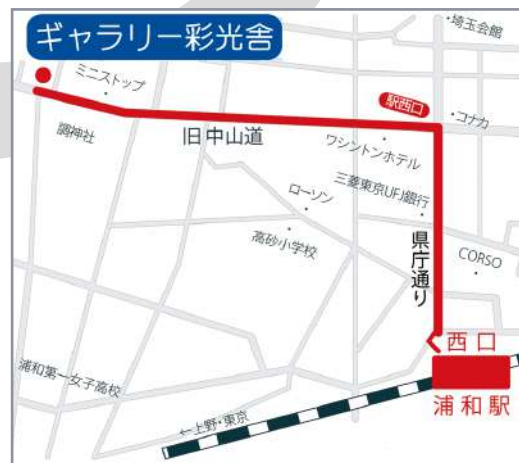 ギャラリー彩光舎
・埼玉会館
ミニストップ
駅西口
・コナカ
調神社
旧中山道
ワシントンホテル
三菱東京UFJ銀行
ローソン
高砂小学校
県庁通り
CORSO
西口
浦和第一女子高校
浦和駅
←上野・東京